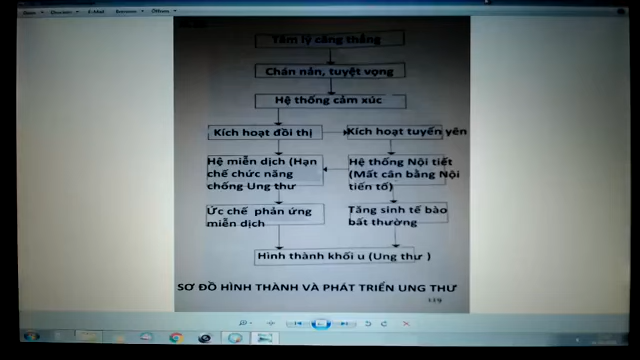 Tâm lý căng thẳng
Chán nản, tuyệt vọng
Hệ thống cảm xúc
Kích hoạt đồi thị
Kích hoạt tuyến yên
Hệ miễn dịch (Hạn
chế chức năng
chống Ung thư
Hệ thống Nội tiết
(Mất cân bằng Nội
tiến tố)
Ức chế phản ứng
miễn dịch
Tăng sinh tế bào
bất thường
Hình thành khối u (Ung thư )
SƠ ĐỒ HÌNH THÀNH VÀ PHÁT TRIỂN UNG THƯ